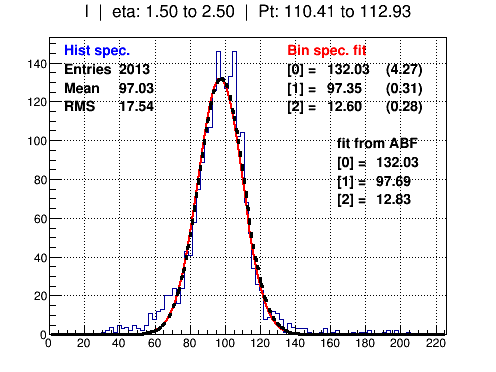 I | eta: 1.50 to 2.50 | Pt: 110.41 to 112.93
Hist spec.
Entries 2013
Mean 97.03
RMS 17.54
Bin spec. fit
[0] = 132.03 (4.27)
[1] = 97.35 (0.31)
[2] = 12.60 (0.28)
fit from ABF
[0] = 132.03
[1] = 97.69
[2] = 12.83
140
120
100
80
60
40
20
0
0 20 40 60 80 100 120 140 160 180 200 220